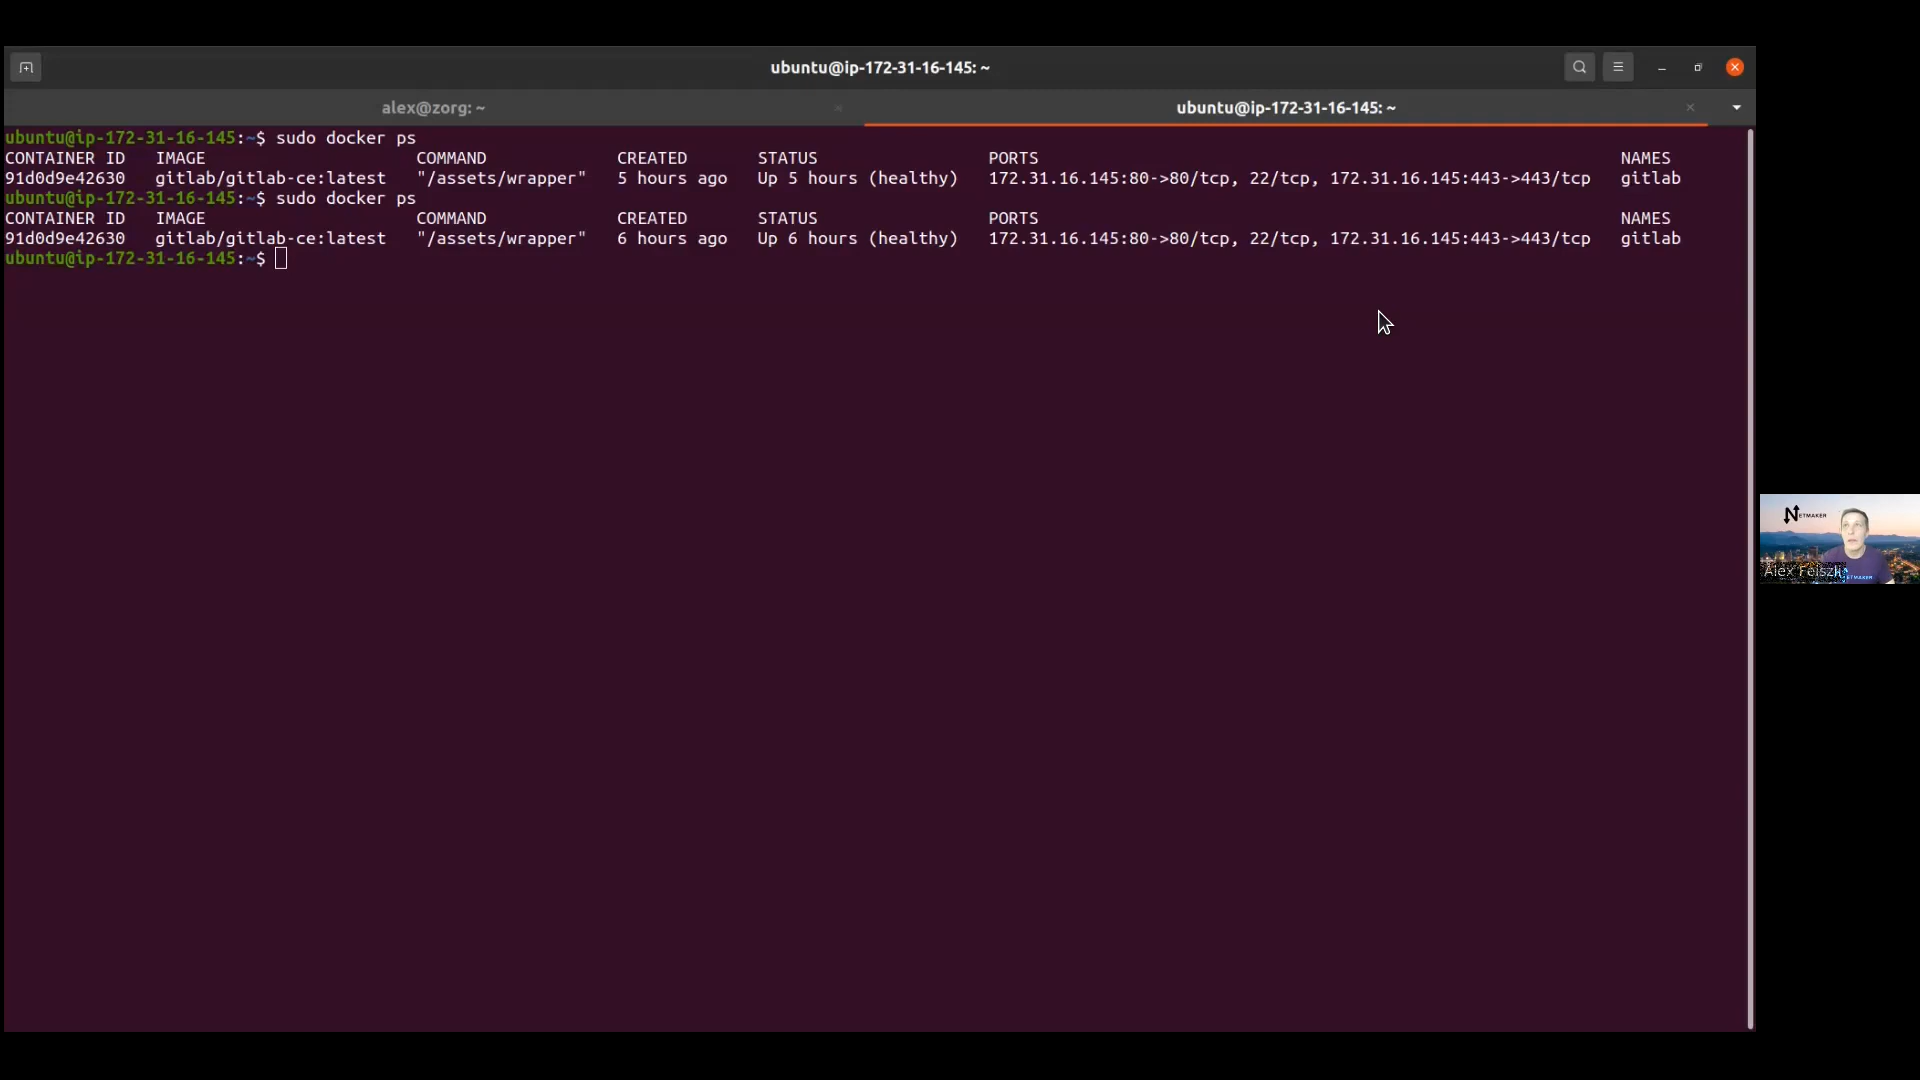 ubuntu@ip-172-31-16-145: ~
alex@zorg: ~
ubuntu@ip-172-31-16-145: ~
ubuntu@ip-172-31-16-145:~$ sudo docker ps
CONTAINER ID   IMAGE                     COMMAND             CREATED       STATUS                 PORTS                                                          NAMES
91d0d9e42630   gitlab/gitlab-ce:latest   "/assets/wrapper"   5 hours ago   Up 5 hours (healthy)   172.31.16.145:80->80/tcp, 22/tcp, 172.31.16.145:443->443/tcp   gitlab
ubuntu@ip-172-31-16-145:~$ sudo docker ps
CONTAINER ID   IMAGE                     COMMAND             CREATED       STATUS                 PORTS                                                          NAMES
91d0d9e42630   gitlab/gitlab-ce:latest   "/assets/wrapper"   6 hours ago   Up 6 hours (healthy)   172.31.16.145:80->80/tcp, 22/tcp, 172.31.16.145:443->443/tcp   gitlab
ubuntu@ip-172-31-16-145:~$
NETMAKER
Alex Feiszli